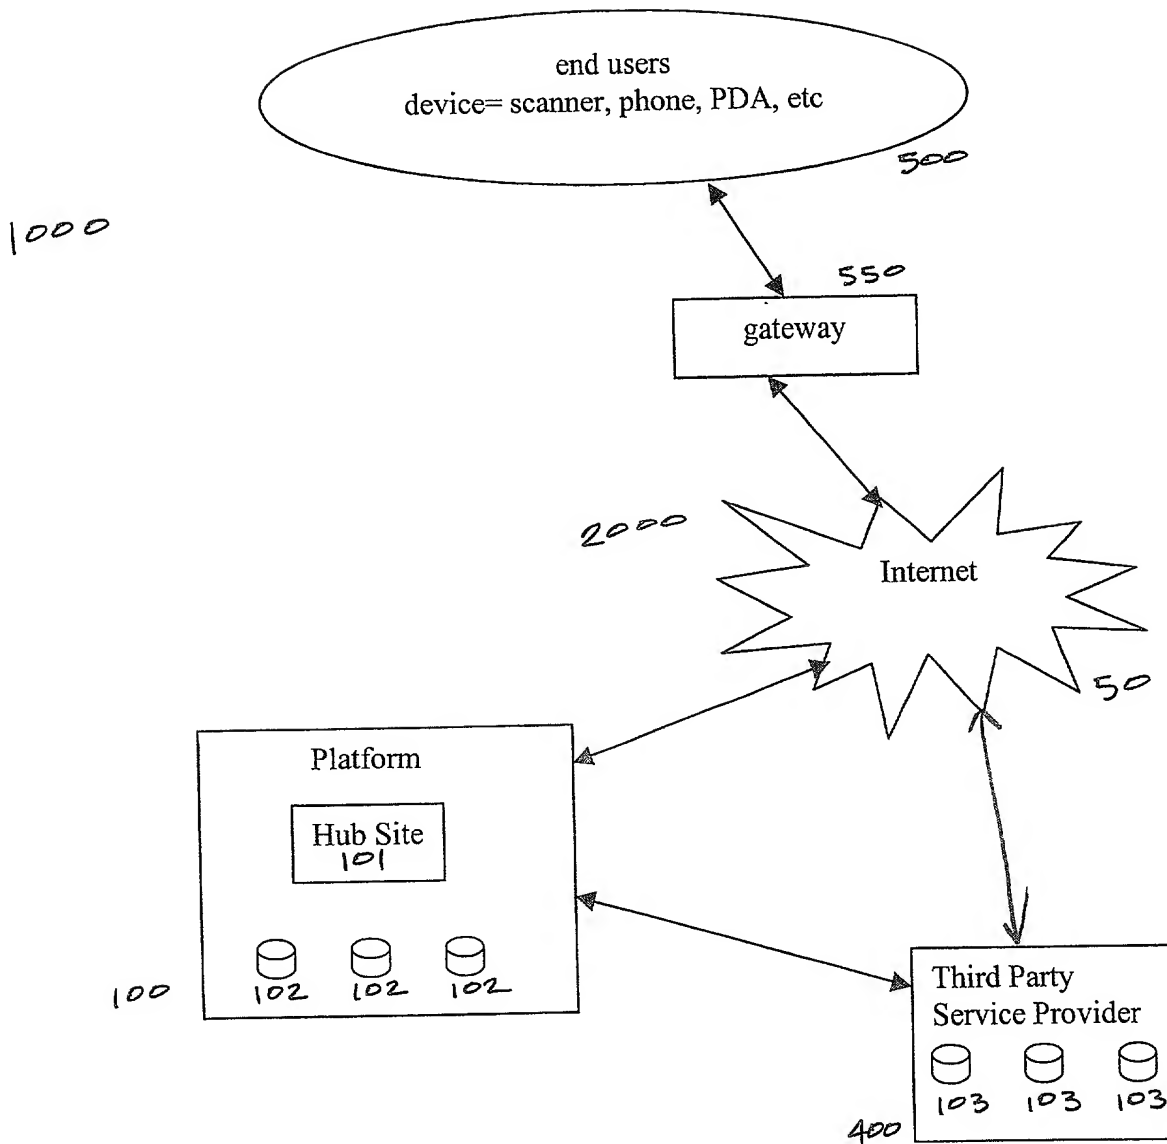 end users
device= scanner, phone, PDA, etc
500
1000
550
gateway
2000
Internet
50
Platform
Hub Site
101
102 102 102
100
Third Party
Service Provider
103 103 103
400